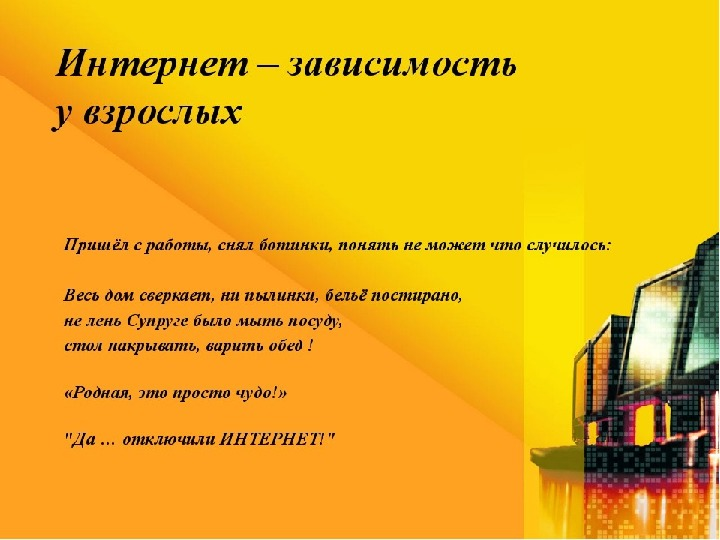 Интернет – зависимость
у взрослых
Пришёл с работы, снял ботинки, понять не может что случилось:
Весь дом сверкает, ни пылинки, бельё постирано,
не лень Супруге было мыть посуду,
стол накрывать, варить обед !
«Родная, это просто чудо!»
"Да … отключили ИНТЕРНЕТ!"